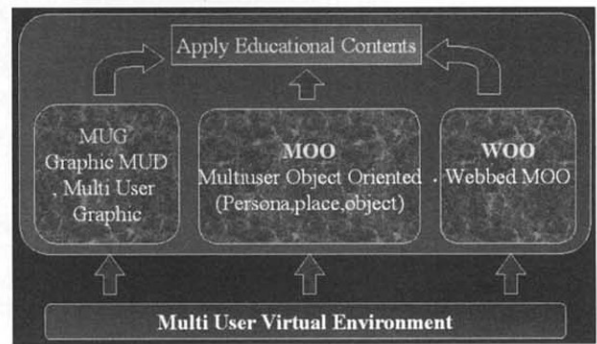 Apply Educational Contents
MUG
Graphic MUD
, Multi User
Graphic
MOO
Multiuser Object Oriented
(Persona,place,object)
WOO
. Webbed MOO
Multi User Virtual Environment